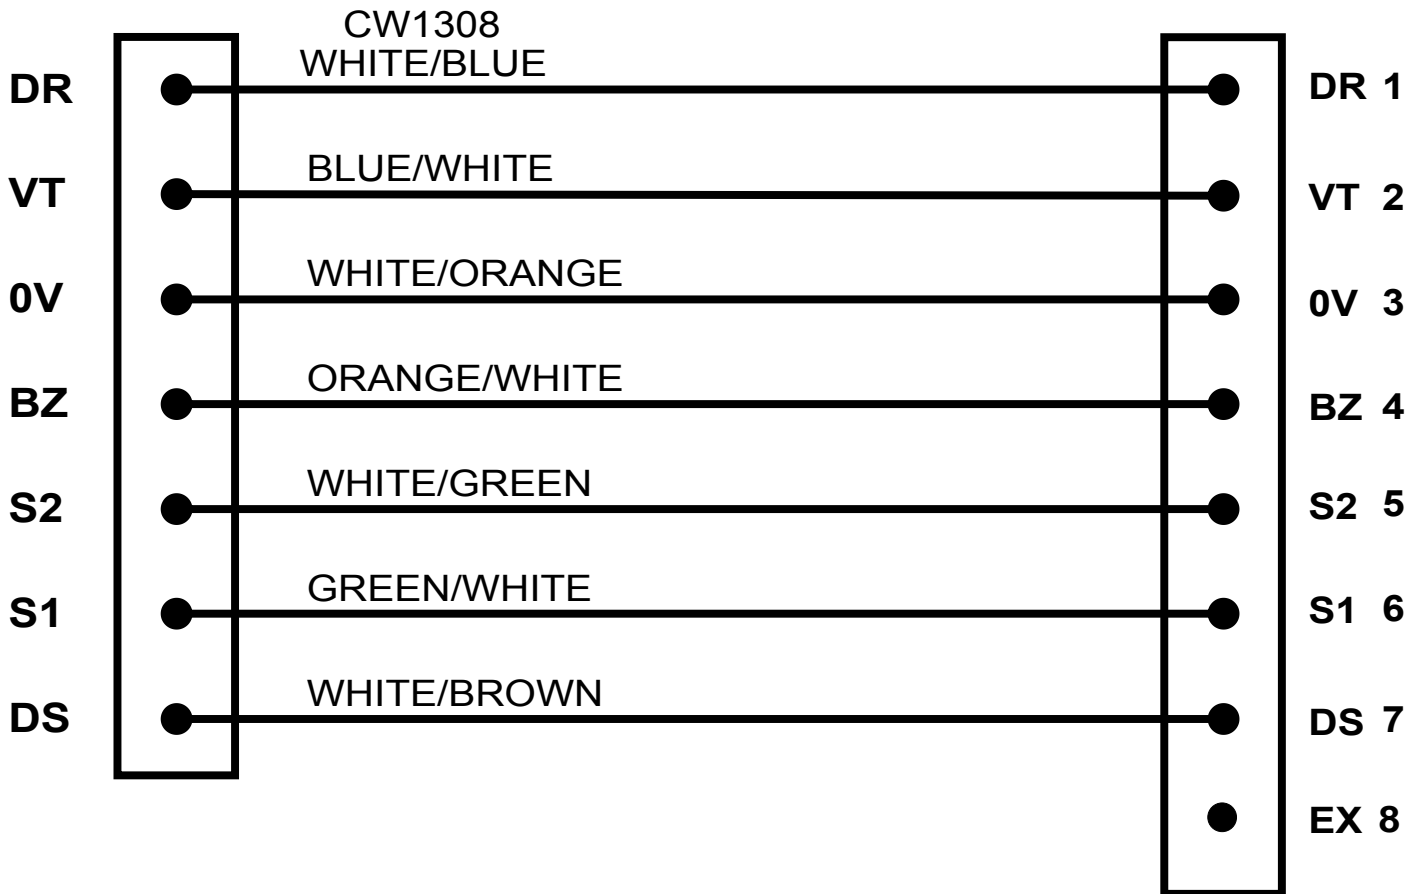 CW1308
WHITE/BLUE
DR DR 1
BLUE/WHITE
VT VT 2
WHITE/ORANGE
0V 0V 3
ORANGE/WHITE
BZ BZ 4
WHITE/GREEN
S2 S2 5
GREEN/WHITE
S1 S1 6
WHITE/BROWN
DS DS 7
EX 8